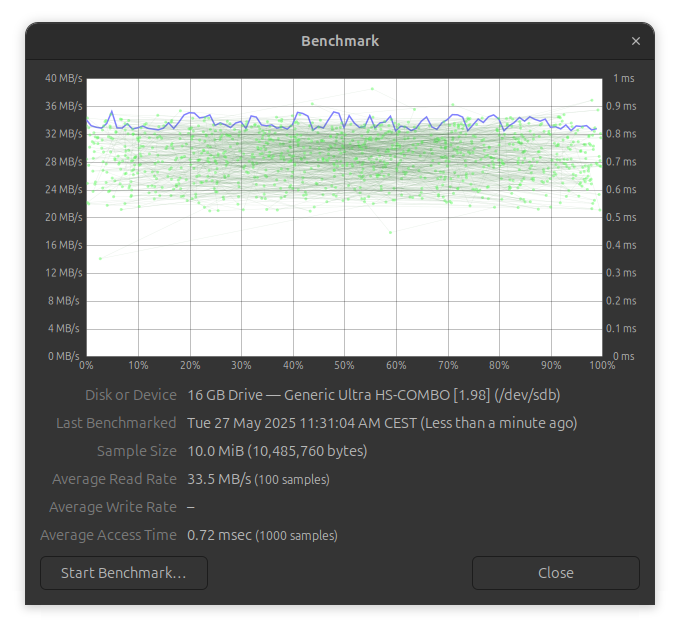 Benchmark
×
40 MB/s 1 ms
36 MB/s 0.9 ms
32 MB/s 0.8 ms
28 MB/s 0.7 ms
24 MB/s 0.6 ms
20 MB/s 0.5 ms
16 MB/s 0.4 ms
12 MB/s 0.3 ms
8 MB/s 0.2 ms
4 MB/s 0.1 ms
0 MB/s 0 ms
0% 10% 20% 30% 40% 50% 60% 70% 80% 90% 100%
Disk or Device 16 GB Drive — Generic Ultra HS-COMBO [1.98] (/dev/sdb)
Last Benchmarked Tue 27 May 2025 11:31:04 AM CEST (Less than a minute ago)
Sample Size 10.0 MiB (10,485,760 bytes)
Average Read Rate 33.5 MB/s (100 samples)
Average Write Rate –
Average Access Time 0.72 msec (1000 samples)
Start Benchmark… Close